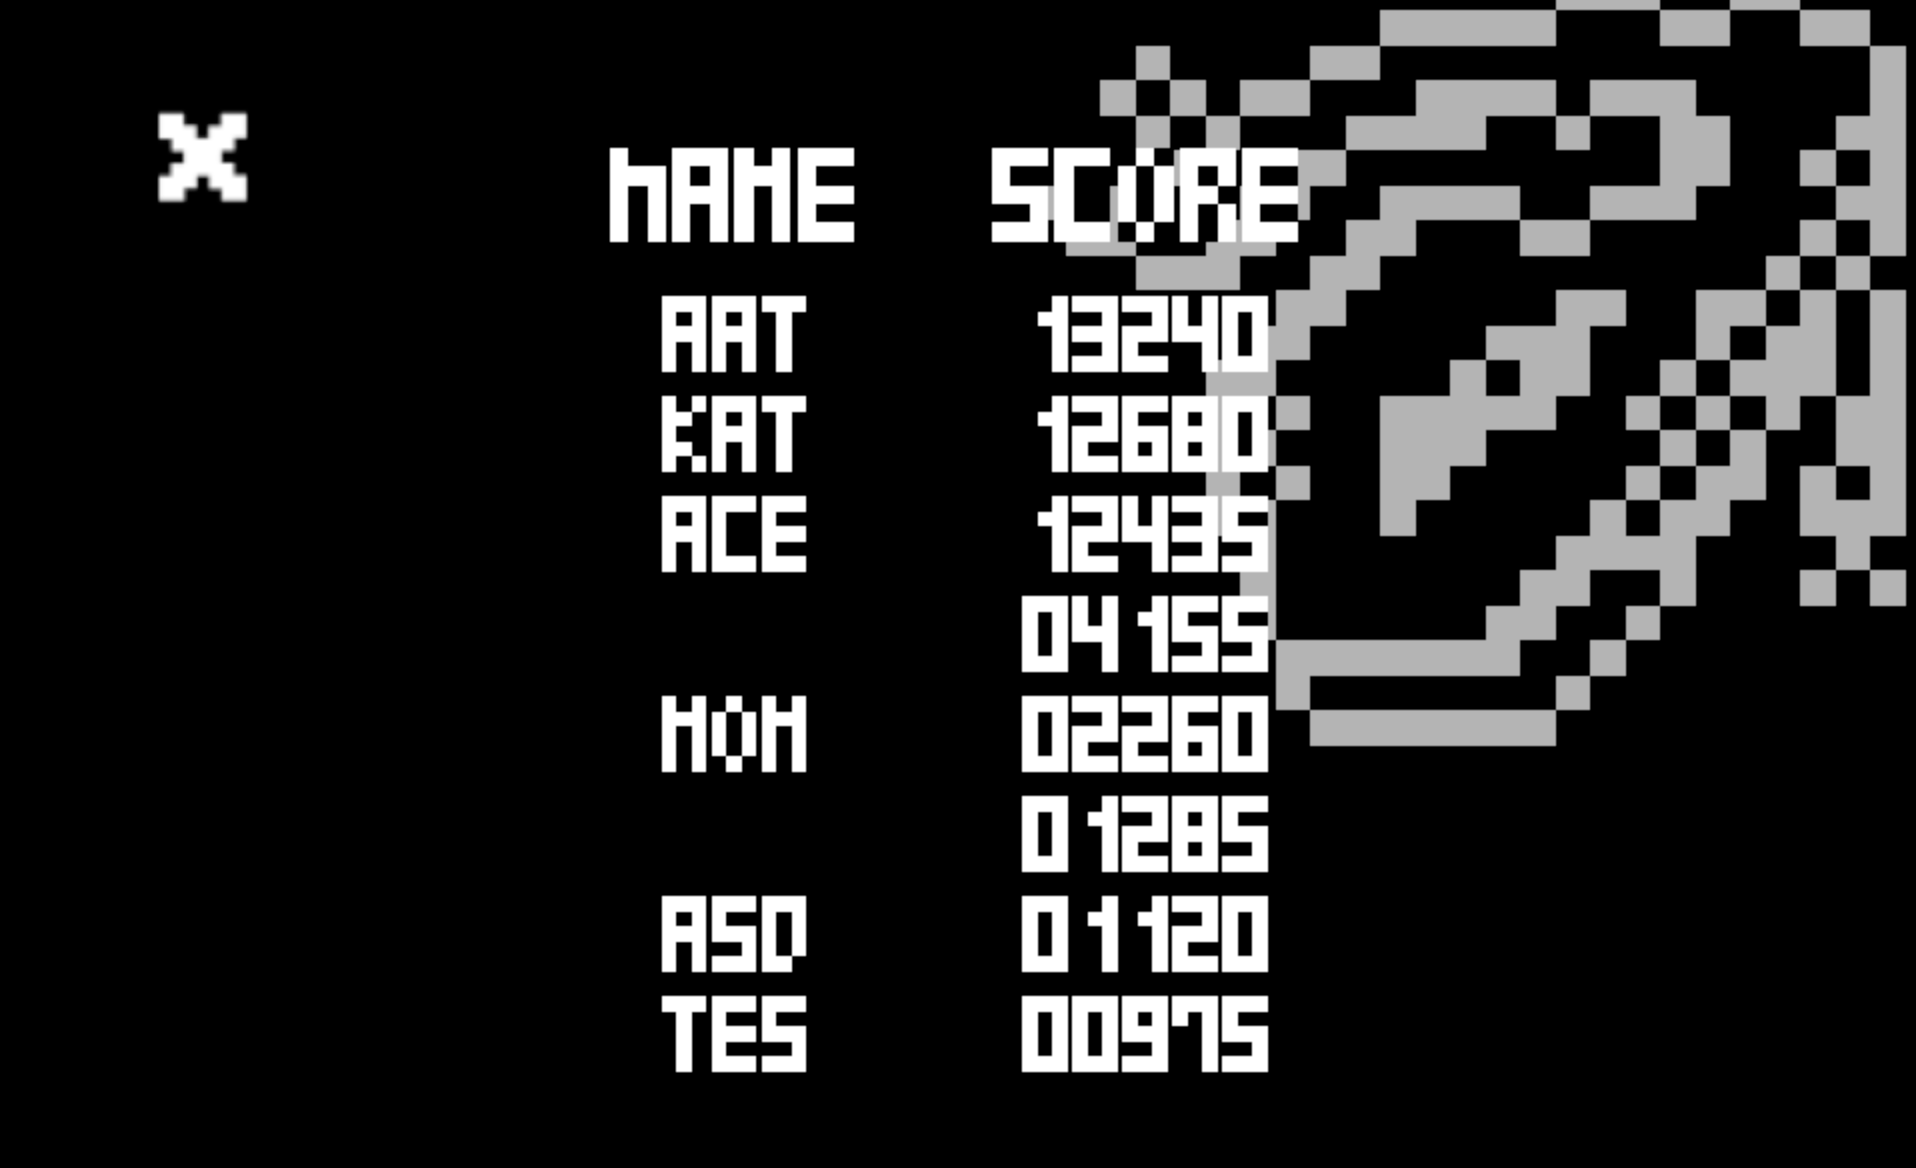 X
NAME SCORE
AAT 13240
KAT 12680
ACE 12435
04155
MOM 02260
01285
ASD 01120
TES 00975